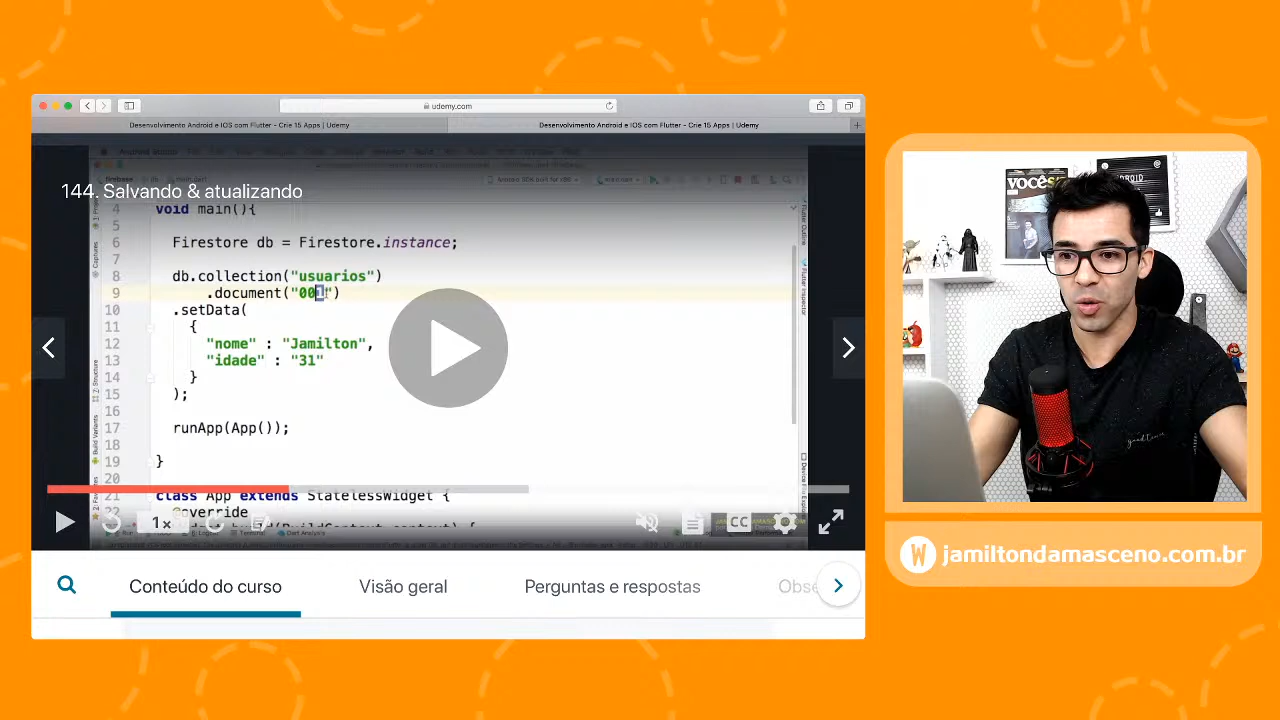 udemy.com
Desenvolvimento Android e IOS com Flutter - Crie 15 Apps | Udemy
Desenvolvimento Android e IOS com Flutter - Crie 15 Apps | Udemy
144. Salvando & atualizando
4 void main(){
5
6 Firestore db = Firestore.instance;
7
8 db.collection("usuarios")
9 .document("001")
10 .setData(
11 {
12 "nome" : "Jamilton",
13 "idade" : "31"
14 }
15 );
16
17 runApp(App());
18
19 }
20
21 class App extends StatelessWidget {
22 @override
1x
CC
Conteúdo do curso
Visão geral
Perguntas e respostas
VOCÊ S
ANDROID
W jamiltondamasceno.com.br